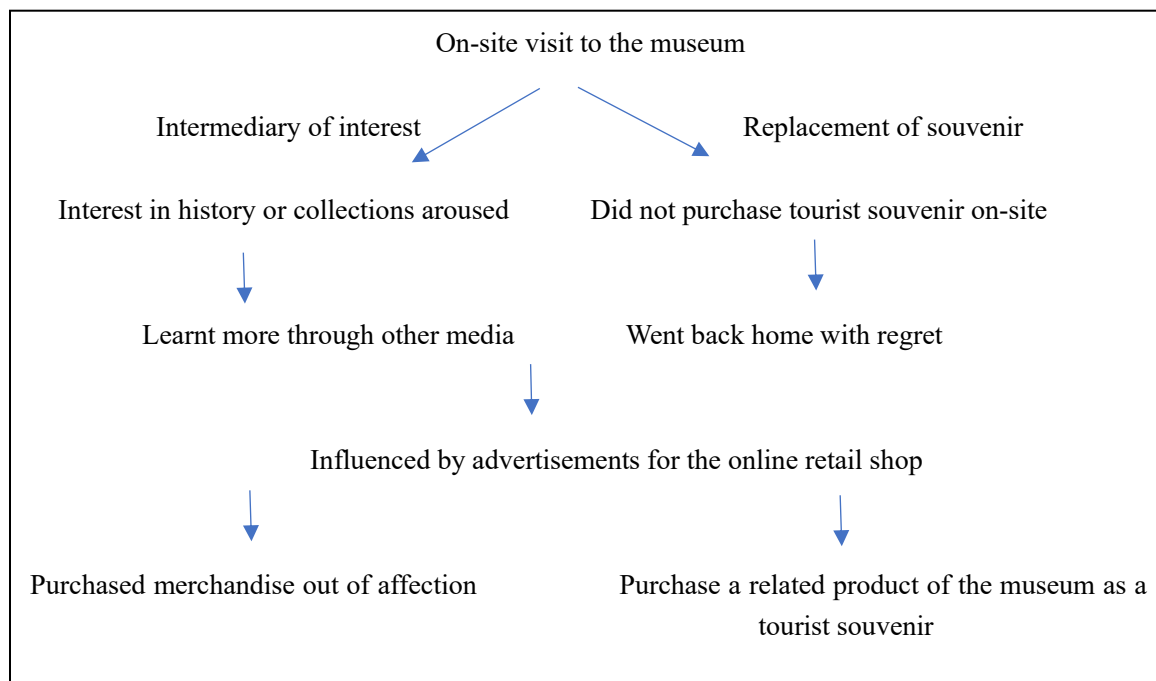 On-site visit to the museum
Intermediary of interest
Replacement of souvenir
Interest in history or collections aroused
Did not purchase tourist souvenir on-site
Learnt more through other media
Went back home with regret
Influenced by advertisements for the online retail shop
Purchased merchandise out of affection
Purchase a related product of the museum as a
tourist souvenir